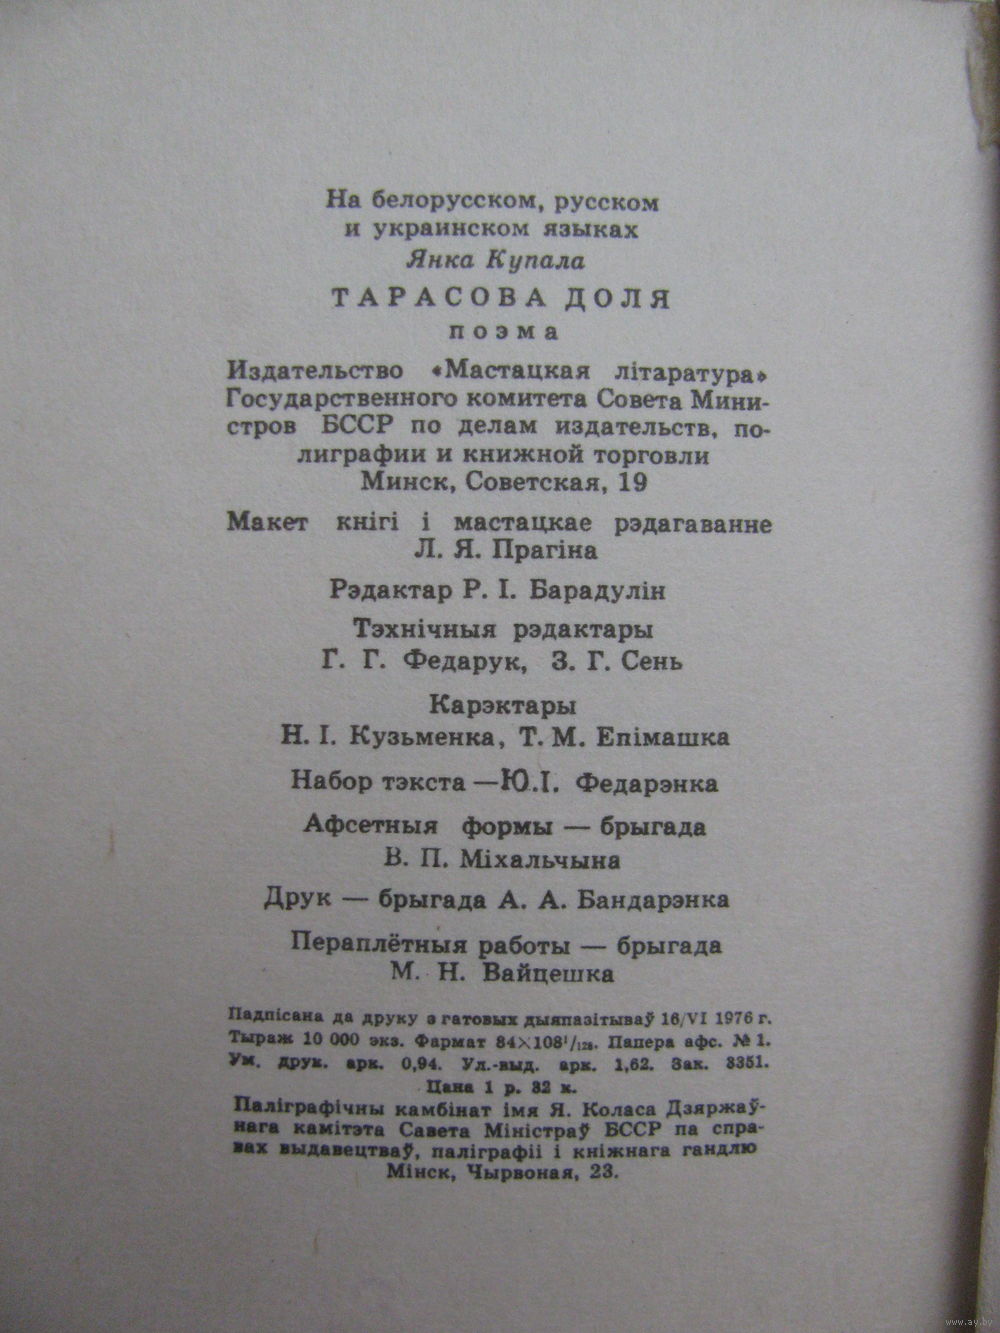 На белорусском, русском
и украинском языках
Янка Купала
ТАРАСОВА ДОЛЯ
поэма
Издательство «Мастацкая літаратура»
Государственного комитета Совета Мини-
стров БССР по делам издательств, по-
лиграфии и книжной торговли
Минск, Советская, 19
Макет кнігі і мастацкае рэдагаванне
Л. Я. Прагіна
Рэдактар Р. І. Барадулін
Тэхнічныя рэдактары
Г. Г. Федарук, З. Г. Сень
Карэктары
Н. І. Кузьменка, Т. М. Епімашка
Набор тэкста — Ю. І. Федарэнка
Афсетныя формы — брыгада
В. П. Міхальчына
Друк — брыгада А. А. Бандарэнка
Пераплётныя работы — брыгада
М. Н. Вайцешка
Падпісана да друку з гатовых дыяпазітываў 16/VI 1976 г.
Тыраж 10 000 экз. Фармат 84×108¹/₁₂₈. Папера афс. № 1.
Ум. друк. арк. 0,94. Ул.-выд. арк. 1,62. Зак. 3351.
Цана 1 р. 32 к.
Паліграфічны камбінат імя Я. Коласа Дзяржаў-
нага камітэта Савета Міністраў БССР па спра-
вах выдавецтваў, паліграфіі і кніжнага гандлю
Мінск, Чырвоная, 23.
www.ay.by